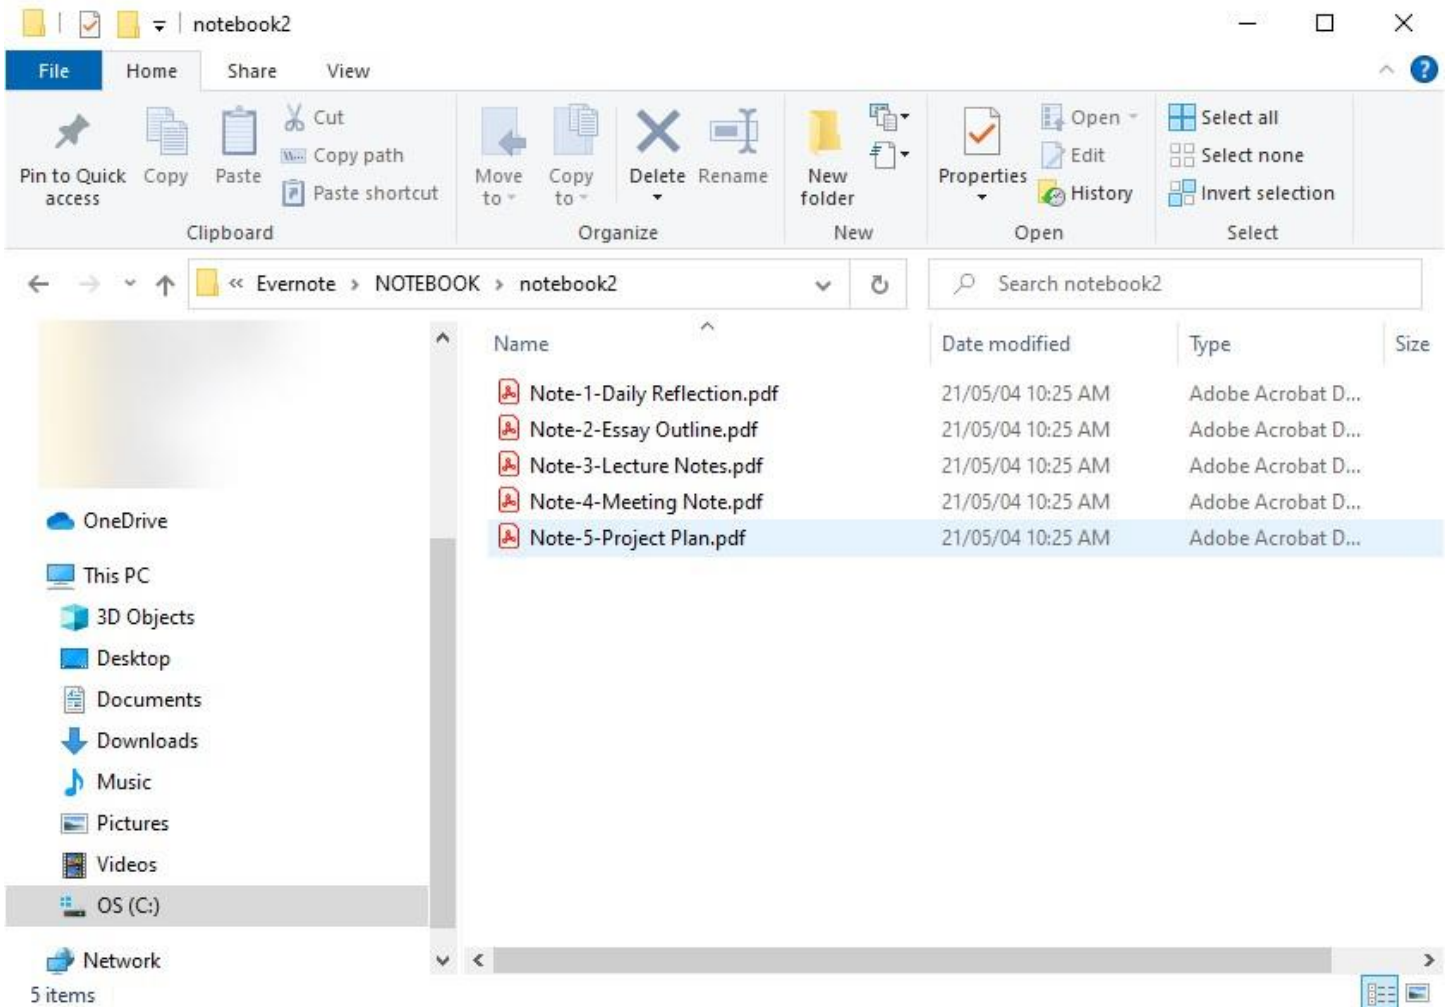 notebook2
File Home Share View
Pin to Quick access
Copy
Paste
Cut
Copy path
Paste shortcut
Clipboard
Move to
Copy to
Delete
Rename
Organize
New folder
New
Properties
Open
Edit
History
Open
Select all
Select none
Invert selection
Select
« Evernote > NOTEBOOK > notebook2
Search notebook2
Name Date modified Type Size
Note-1-Daily Reflection.pdf 21/05/04 10:25 AM Adobe Acrobat D...
Note-2-Essay Outline.pdf 21/05/04 10:25 AM Adobe Acrobat D...
Note-3-Lecture Notes.pdf 21/05/04 10:25 AM Adobe Acrobat D...
Note-4-Meeting Note.pdf 21/05/04 10:25 AM Adobe Acrobat D...
Note-5-Project Plan.pdf 21/05/04 10:25 AM Adobe Acrobat D...
OneDrive
This PC
3D Objects
Desktop
Documents
Downloads
Music
Pictures
Videos
OS (C:)
Network
5 items